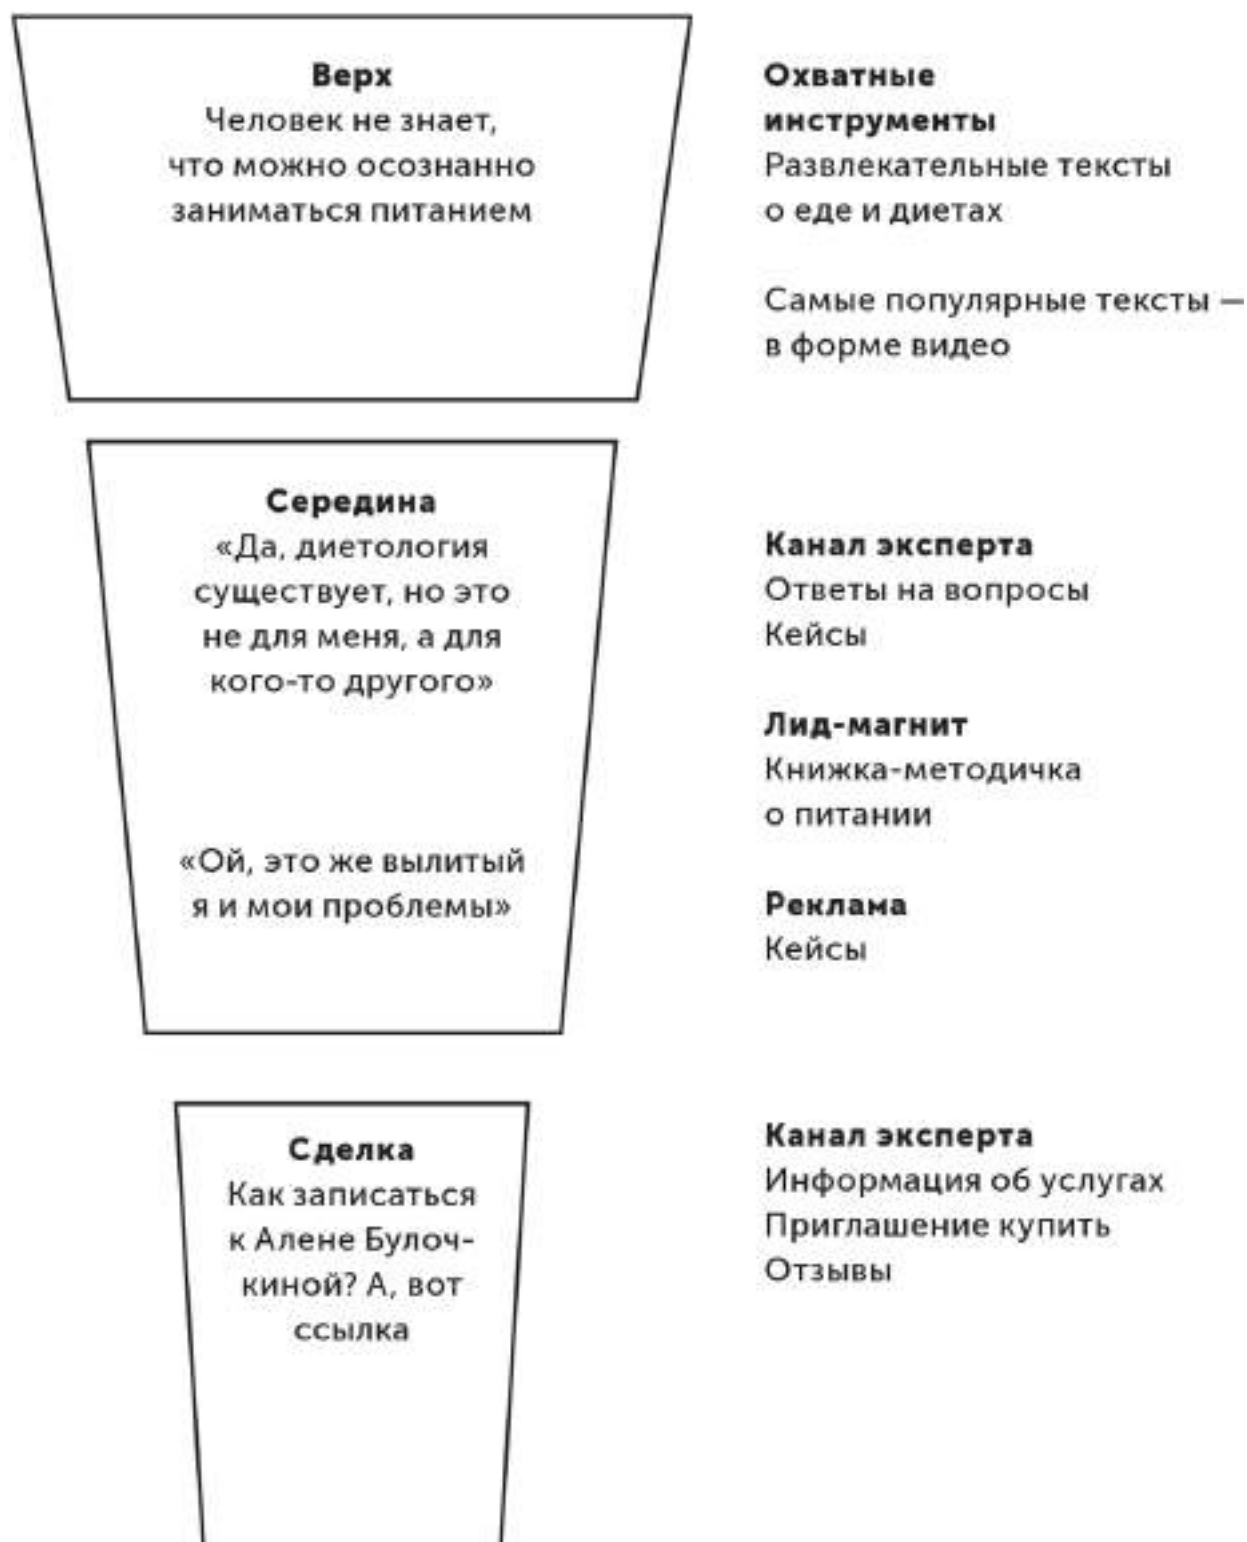 Верх
Человек не знает,
что можно осознанно
заниматься питанием
Охватные
инструменты
Развлекательные тексты
о еде и диетах
Самые популярные тексты —
в форме видео
Середина
«Да, диетология
существует, но это
не для меня, а для
кого-то другого»
«Ой, это же вылитый
я и мои проблемы»
Канал эксперта
Ответы на вопросы
Кейсы
Лид-магнит
Книжка-методичка
о питании
Реклама
Кейсы
Сделка
Как записаться
к Алене Булоч-
киной? А, вот
ссылка
Канал эксперта
Информация об услугах
Приглашение купить
Отзывы